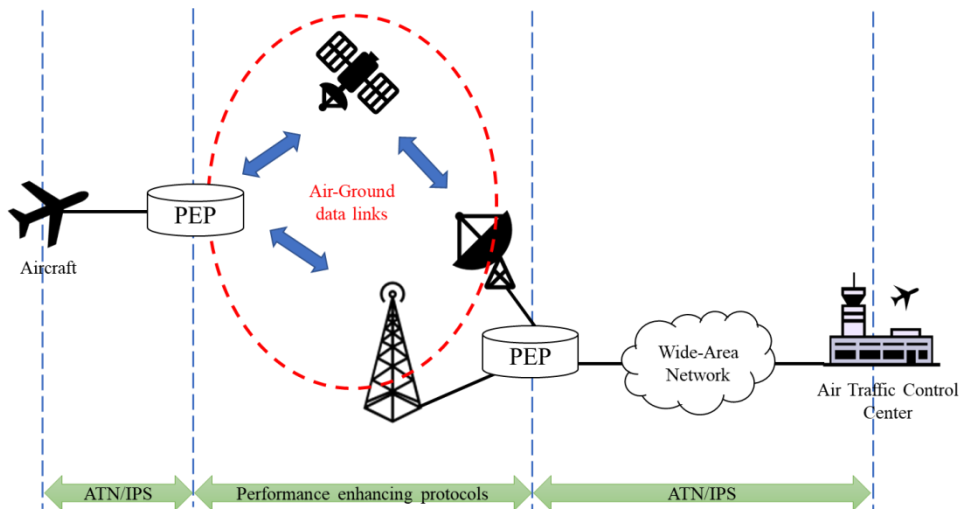 PEP
Air-Ground
data links
Aircraft
PEP
Wide-Area
Network
Air Traffic Control
Center
ATN/IPS
Performance enhancing protocols
ATN/IPS